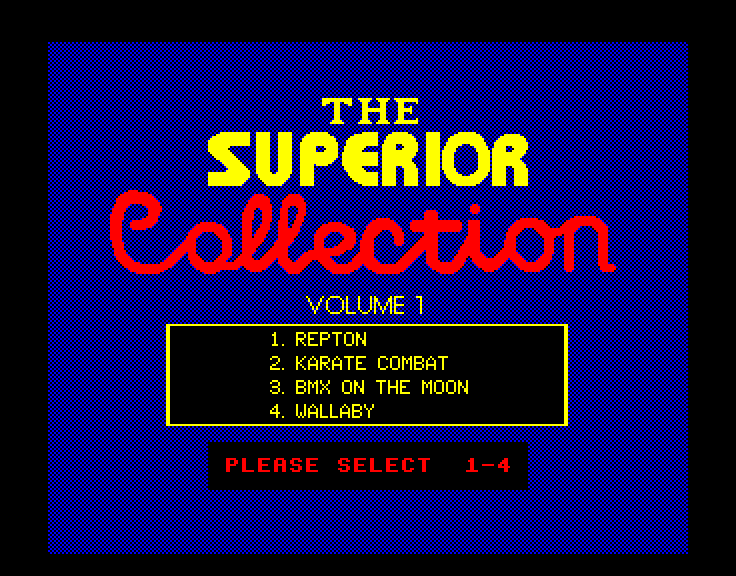 THE
SUPERIOR
Collection
VOLUME 1
1. REPTON
2. KARATE COMBAT
3. BMX ON THE MOON
4. WALLABY
PLEASE SELECT 1-4